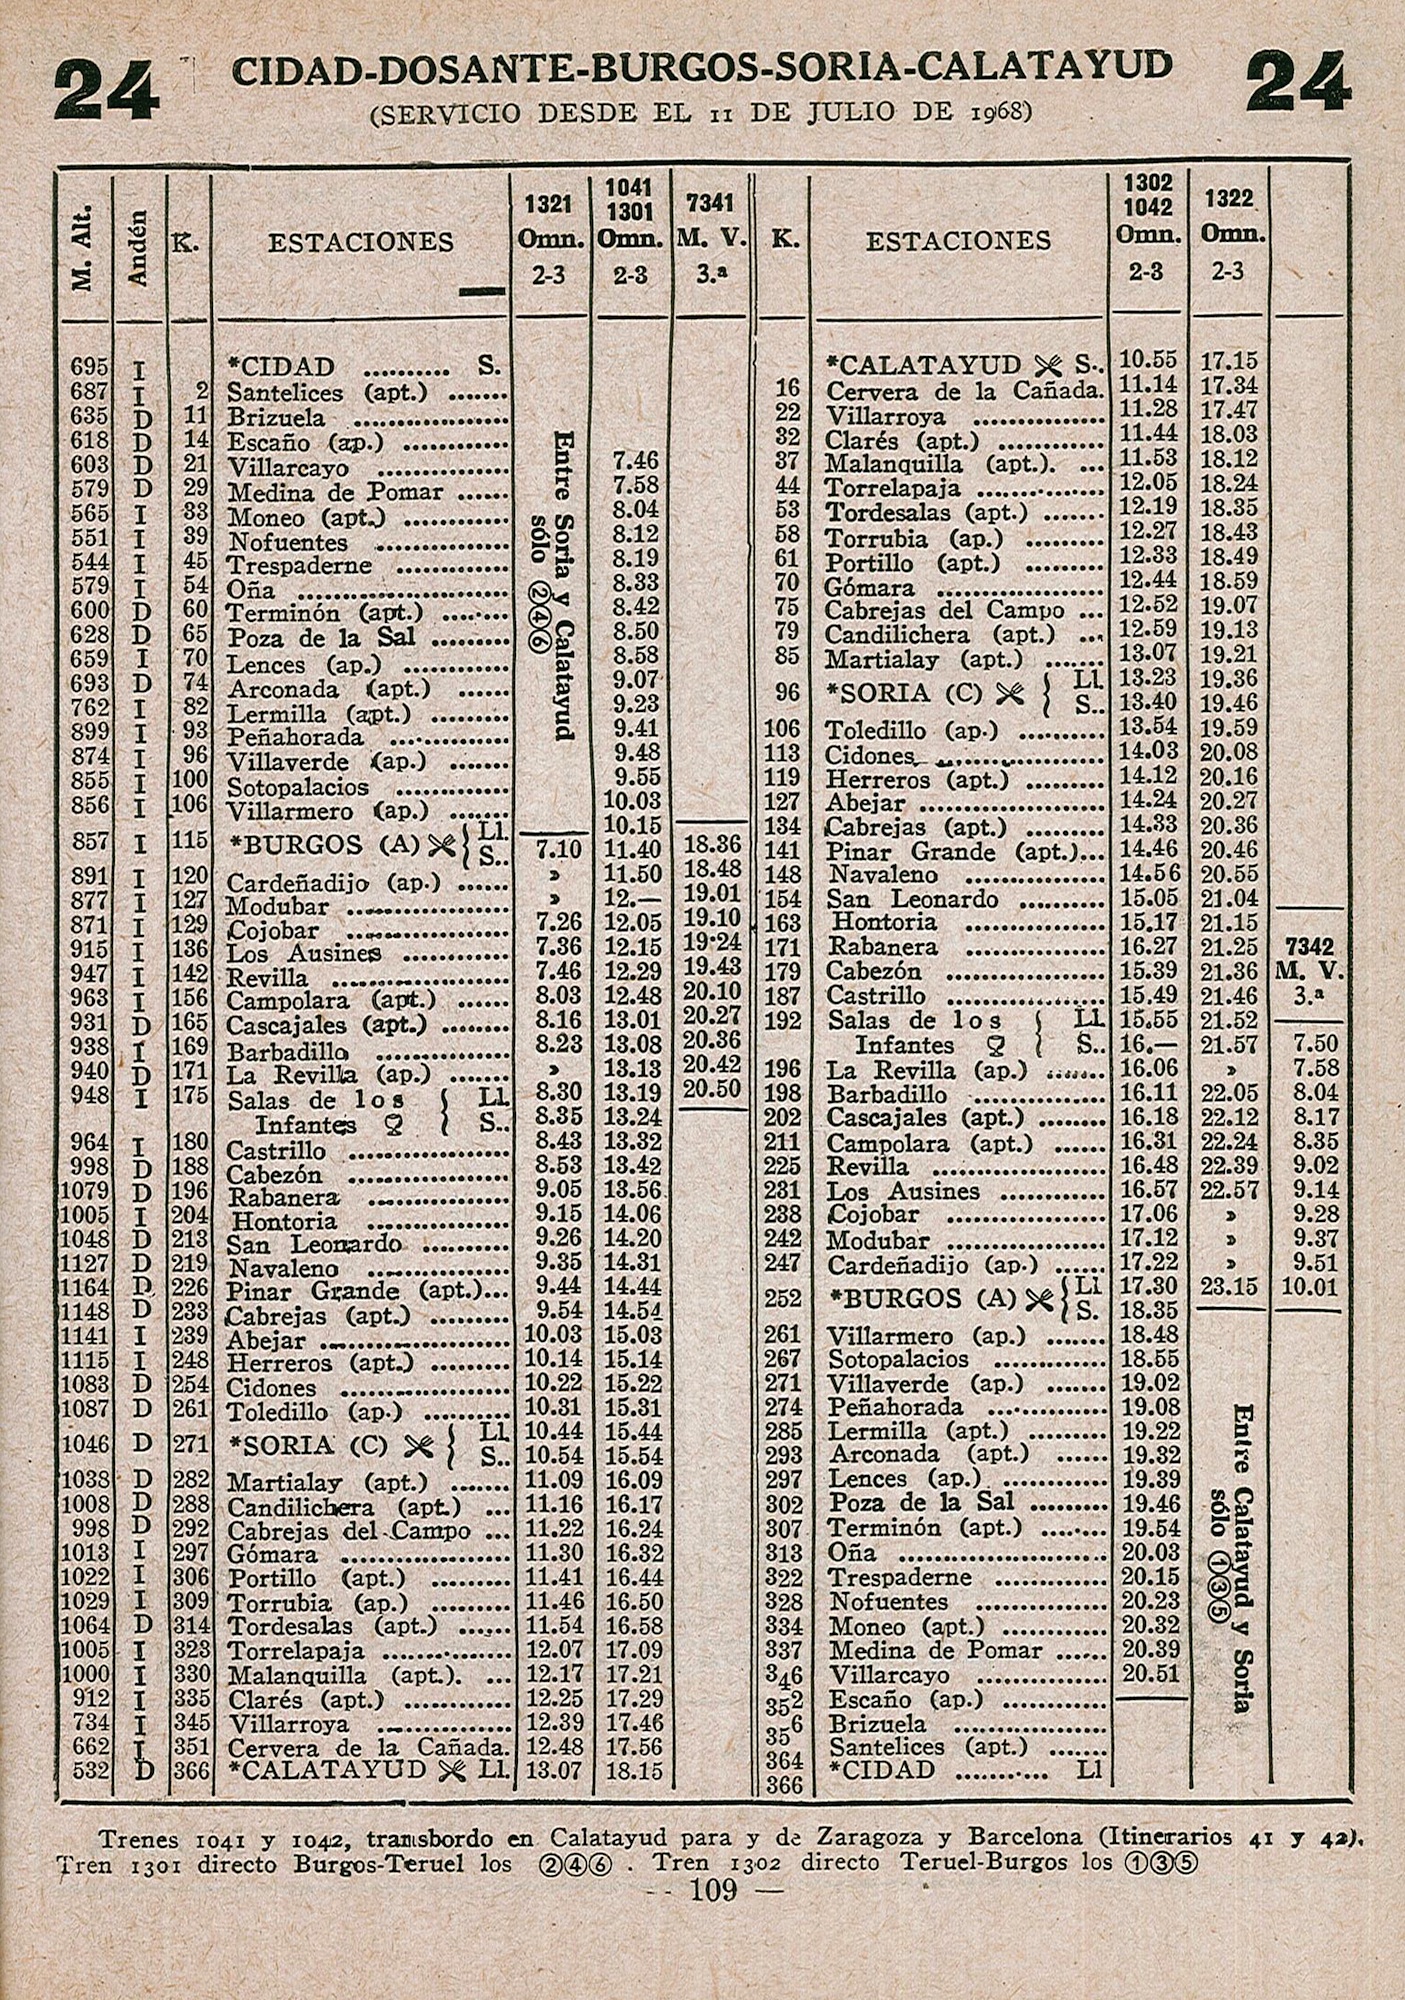 24 CIDAD-DOSANTE-BURGOS-SORIA-CALATAYUD 24
(SERVICIO DESDE EL 11 DE JULIO DE 1968)
M. Alt. Andén K. ESTACIONES 1321 Omn. 2-3 1041 1301 Omn. 2-3 7341 M. V. 3.ª
695 I *CIDAD .......... S.
687 I 2 Santelices (apt.) .......
635 D 11 Brizuela ...................
618 D 14 Escaño (ap.) ............
603 D 21 Villarcayo ................ 7.46
579 D 29 Medina de Pomar ...... 7.58
565 I 33 Moneo (apt.) ............ 8.04
551 I 39 Nofuentes ................ 8.12
544 I 45 Trespaderne ............. 8.19
579 I 54 Oña .......................... 8.33
600 D 60 Terminón (apt.) ........ 8.42
628 D 65 Poza de la Sal ......... 8.50
659 I 70 Lences (ap.) ............ 8.58
693 D 74 Arconada (apt.) ...... 9.07
762 I 82 Lermilla (apt.) ......... 9.23
899 I 93 Peñahorada .............. 9.41
874 I 96 Villaverde (ap.) ....... 9.48
855 I 100 Sotopalacios ............. 9.55
856 I 106 Villarmero (ap.) ....... 10.03
Entre Soria y Calatayud
sólo ②④⑥
857 I 115 *BURGOS (A) Ll. 10.15
S.. 7.10 11.40 18.36
891 I 120 Cardeñadijo (ap.) ...... » 11.50 18.48
877 I 127 Modubar .................. » 12.— 19.01
871 I 129 Cojobar .................. 7.26 12.05 19.10
915 I 136 Los Ausines ............ 7.36 12.15 19.24
947 I 142 Revilla .................... 7.46 12.29 19.43
963 I 156 Campolara (apt.) ...... 8.03 12.48 20.10
931 D 165 Cascajales (apt.) ........ 8.16 13.01 20.27
938 I 169 Barbadillo ............... 8.23 13.08 20.36
940 D 171 La Revilla (ap.) ....... » 13.13 20.42
948 I 175 Salas de los Ll. 8.30 13.19 20.50
Infantes S.. 8.35 13.24
964 I 180 Castrillo .................. 8.43 13.32
998 D 188 Cabezón .................. 8.53 13.42
1079 D 196 Rabanera ................ 9.05 13.56
1005 I 204 Hontoria ................ 9.15 14.06
1048 D 213 San Leonardo .......... 9.26 14.20
1127 D 219 Navaleno ................ 9.35 14.31
1164 D 226 Pinar Grande (apt.)... 9.44 14.44
1148 D 233 Cabrejas (apt.) ......... 9.54 14.54
1141 I 239 Abejar ..................... 10.03 15.03
1115 I 248 Herreros (apt.) .......... 10.14 15.14
1083 D 254 Cidones ................... 10.22 15.22
1087 D 261 Toledillo (ap.) .......... 10.31 15.31
1046 D 271 *SORIA (C) Ll. 10.44 15.44
S.. 10.54 15.54
1038 D 282 Martialay (apt.) ....... 11.09 16.09
1008 D 288 Candilichera (apt.) ... 11.16 16.17
998 D 292 Cabrejas del Campo ... 11.22 16.24
1013 I 297 Gómara .................... 11.30 16.32
1022 I 306 Portillo (apt.) ......... 11.41 16.44
1029 I 309 Torrubia (ap.) ......... 11.46 16.50
1064 D 314 Tordesalas (apt.) ...... 11.54 16.58
1005 I 323 Torrelapaja ............... 12.07 17.09
1000 I 330 Malanquilla (apt.). ... 12.17 17.21
912 I 335 Clarés (apt.) ............ 12.25 17.29
734 I 345 Villarroya ................ 12.39 17.46
662 I 351 Cervera de la Cañada. 12.48 17.56
532 D 366 *CALATAYUD Ll. 13.07 18.15
K. ESTACIONES 1302 1042 Omn. 2-3 1322 Omn. 2-3
*CALATAYUD S.. 10.55 17.15
16 Cervera de la Cañada. 11.14 17.34
22 Villarroya ................ 11.28 17.47
32 Clarés (apt.) ............ 11.44 18.03
37 Malanquilla (apt.). ... 11.53 18.12
44 Torrelapaja ............... 12.05 18.24
53 Tordesalas (apt.) ....... 12.19 18.35
58 Torrubia (ap.) ......... 12.27 18.43
61 Portillo (apt.) ......... 12.33 18.49
70 Gómara .................... 12.44 18.59
75 Cabrejas del Campo ... 12.52 19.07
79 Candilichera (apt.) ... 12.59 19.13
85 Martialay (apt.) ....... 13.07 19.21
96 *SORIA (C) Ll. 13.23 19.36
S.. 13.40 19.46
106 Toledillo (ap.) .......... 13.54 19.59
113 Cidones .................... 14.03 20.08
119 Herreros (apt.) .......... 14.12 20.16
127 Abejar ..................... 14.24 20.27
134 Cabrejas (apt.) ......... 14.33 20.36
141 Pinar Grande (apt.)... 14.46 20.46
148 Navaleno ................ 14.56 20.55
154 San Leonardo .......... 15.05 21.04
163 Hontoria ................ 15.17 21.15
171 Rabanera ................ 16.27 21.25 7342
179 Cabezón .................. 15.39 21.36 M. V.
187 Castrillo .................. 15.49 21.46 3.ª
192 Salas de los Ll. 15.55 21.52
Infantes S.. 16.— 21.57 7.50
196 La Revilla (ap.) ....... 16.06 » 7.58
198 Barbadillo ............... 16.11 22.05 8.04
202 Cascajales (apt.) ........ 16.18 22.12 8.17
211 Campolara (apt.) ...... 16.31 22.24 8.35
225 Revilla .................... 16.48 22.39 9.02
231 Los Ausines ............ 16.57 22.57 9.14
238 Cojobar .................. 17.06 » 9.28
242 Modubar .................. 17.12 » 9.37
247 Cardeñadijo (ap.) ...... 17.22 » 9.51
252 *BURGOS (A) Ll 17.30 23.15 10.01
S. 18.35
261 Villarmero (ap.) ....... 18.48
267 Sotopalacios ............. 18.55
271 Villaverde (ap.) ....... 19.02
274 Peñahorada .............. 19.08
285 Lermilla (apt.) ......... 19.22
293 Arconada (apt.) ...... 19.32
297 Lences (ap.) ............ 19.39
302 Poza de la Sal ......... 19.46
307 Terminón (apt.) ........ 19.54
313 Oña .......................... 20.03
322 Trespaderne ............. 20.15
328 Nofuentes ................ 20.23
334 Moneo (apt.) ............ 20.32
337 Medina de Pomar ...... 20.39
346 Villarcayo ................ 20.51
352 Escaño (ap.) ............
356 Brizuela ...................
364 Santelices (apt.) .......
366 *CIDAD ........... Ll
Entre Calatayud y Soria
sólo ①③⑤
Trenes 1041 y 1042, transbordo en Calatayud para y de Zaragoza y Barcelona (Itinerarios 41 y 42).
Tren 1301 directo Burgos-Teruel los ②④⑥ . Tren 1302 directo Teruel-Burgos los ①③⑤
-- 109 —